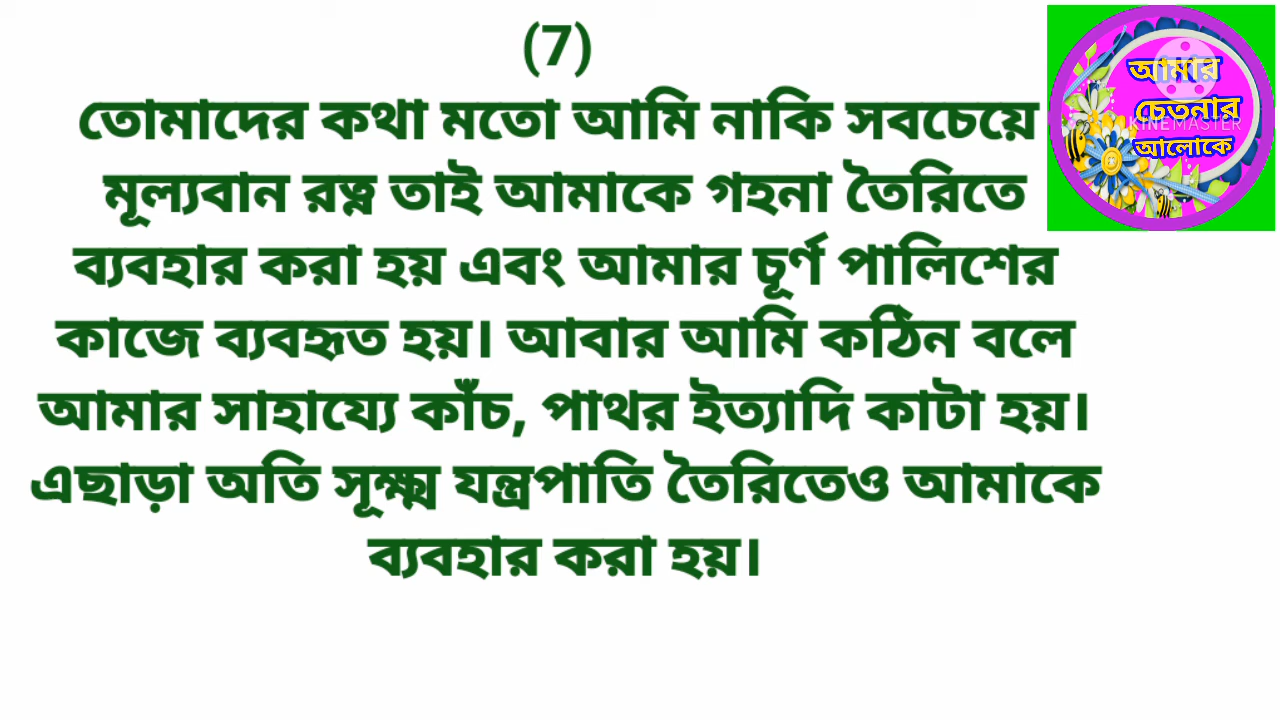 (7)
তোমাদের কথা মতো আমি নাকি সবচেয়ে
মূল্যবান রত্ন তাই আমাকে গহনা তৈরিতে
ব্যবহার করা হয় এবং আমার চূর্ণ পালিশের
কাজে ব্যবহৃত হয়। আবার আমি কঠিন বলে
আমার সাহায্যে কাঁচ, পাথর ইত্যাদি কাটা হয়।
এছাড়া অতি সূক্ষ্ম যন্ত্রপাতি তৈরিতেও আমাকে
ব্যবহার করা হয়।
আমার
চেতনার
KINEMASTER
আলোকে